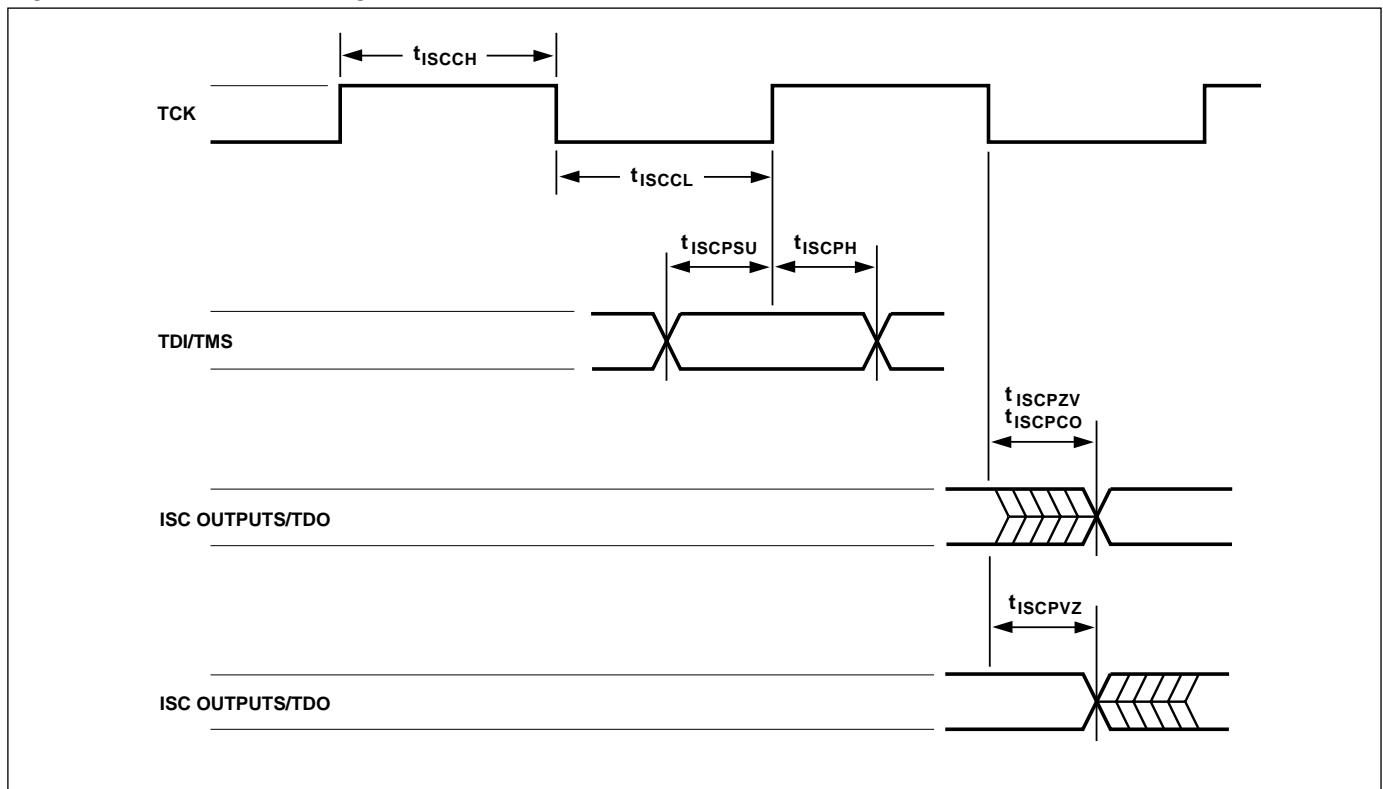 tISCCH
TCK
tISCCL
tISCPSU
tISCPH
TDI/TMS
tISCPZV
tISCPCO
ISC OUTPUTS/TDO
tISCPVZ
ISC OUTPUTS/TDO